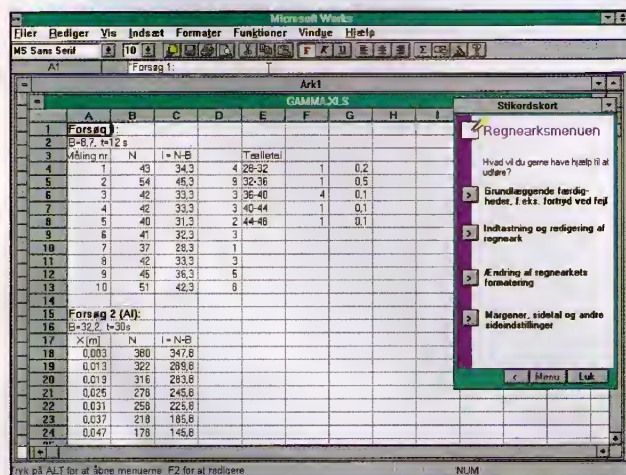 Microsoft Works
Filer Rediger Vis Indsæt Formater Funktioner Vindue Hjælp
MS Sans Serif 10 F K U
A1 "Forsøg 1:
Ark1
GAMMA.XLS
A B C D E F G H I
1 Forsøg 1:
2 B=8,7, t=12 s
3 Måling nr. N I = N-B Tælletal
4 1 43 34,3 4 28-32 1 0,2
5 2 54 45,3 9 32-36 1 0,5
6 3 42 33,3 3 36-40 4 0,1
7 4 42 33,3 3 40-44 1 0,1
8 5 40 31,3 2 44-48 1 0,1
9 6 41 32,3 3
10 7 37 28,3 1
11 8 42 33,3 3
12 9 45 36,3 5
13 10 51 42,3 8
14
15 Forsøg 2 (Al):
16 B=32,2, t=30s
17 X [m] N I = N-B
18 0,003 380 347,8
19 0,013 322 289,8
20 0,019 316 283,8
21 0,025 278 245,8
22 0,031 258 225,8
23 0,037 218 185,8
24 0,047 178 145,8
Stikordskort
Regnearksmenuen
Hvad vil du gerne have hjælp til at
udføre?
Grundlæggende færdig-
heder, f.eks. fortryd ved fejl
Indtastning og redigering af
regneark
Ændring af regnearkets
formatering
Margener, sidetal og andre
sideindstillinger
< Menu Luk
Tryk på ALT for at åbne menuerne. F2 for at redigere NUM